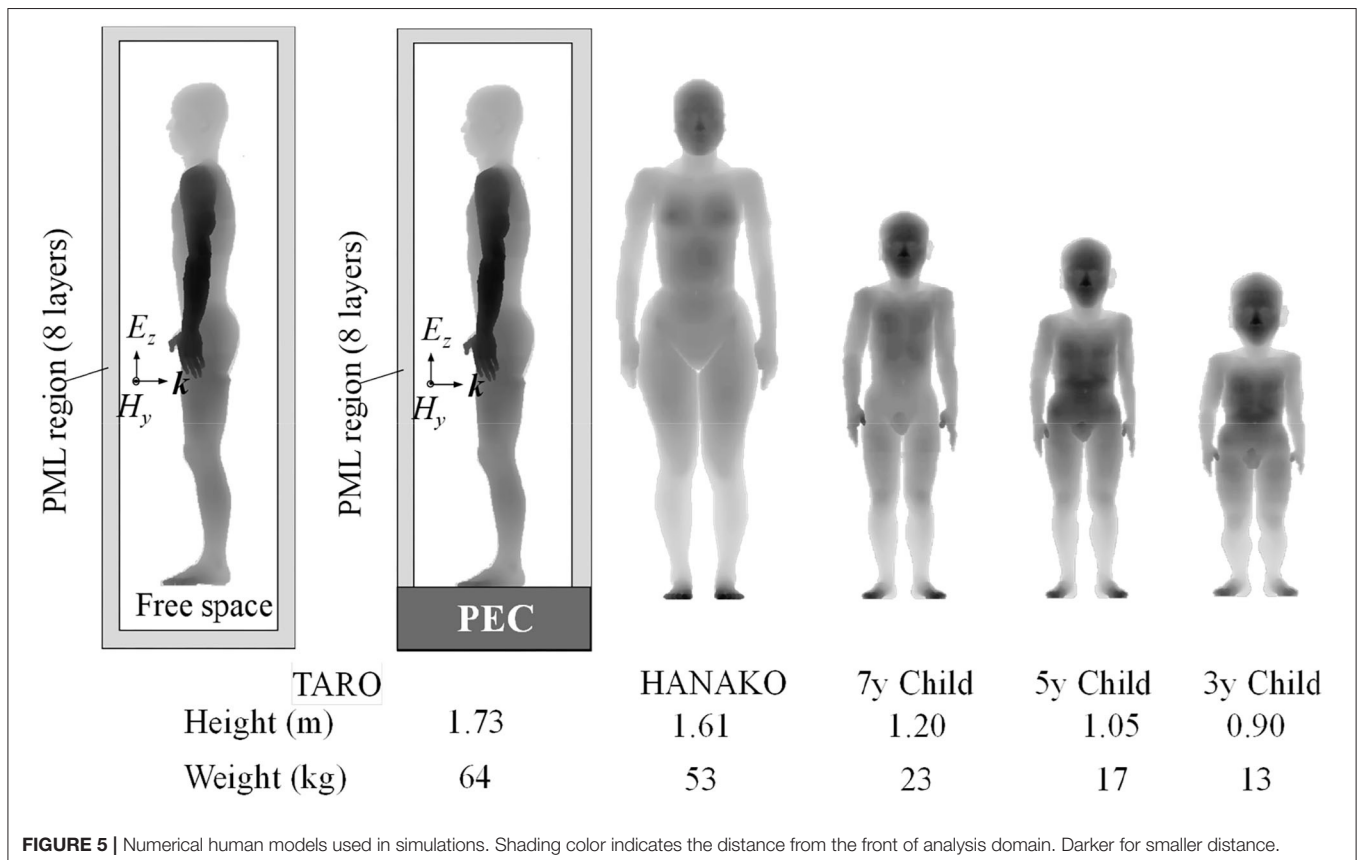 PML region (8 layers)
E_z
k
H_y
Free space
PML region (8 layers)
E_z
k
H_y
PEC
TARO HANAKO 7y Child 5y Child 3y Child
Height (m) 1.73 1.61 1.20 1.05 0.90
Weight (kg) 64 53 23 17 13
FIGURE 5 | Numerical human models used in simulations. Shading color indicates the distance from the front of analysis domain. Darker for smaller distance.